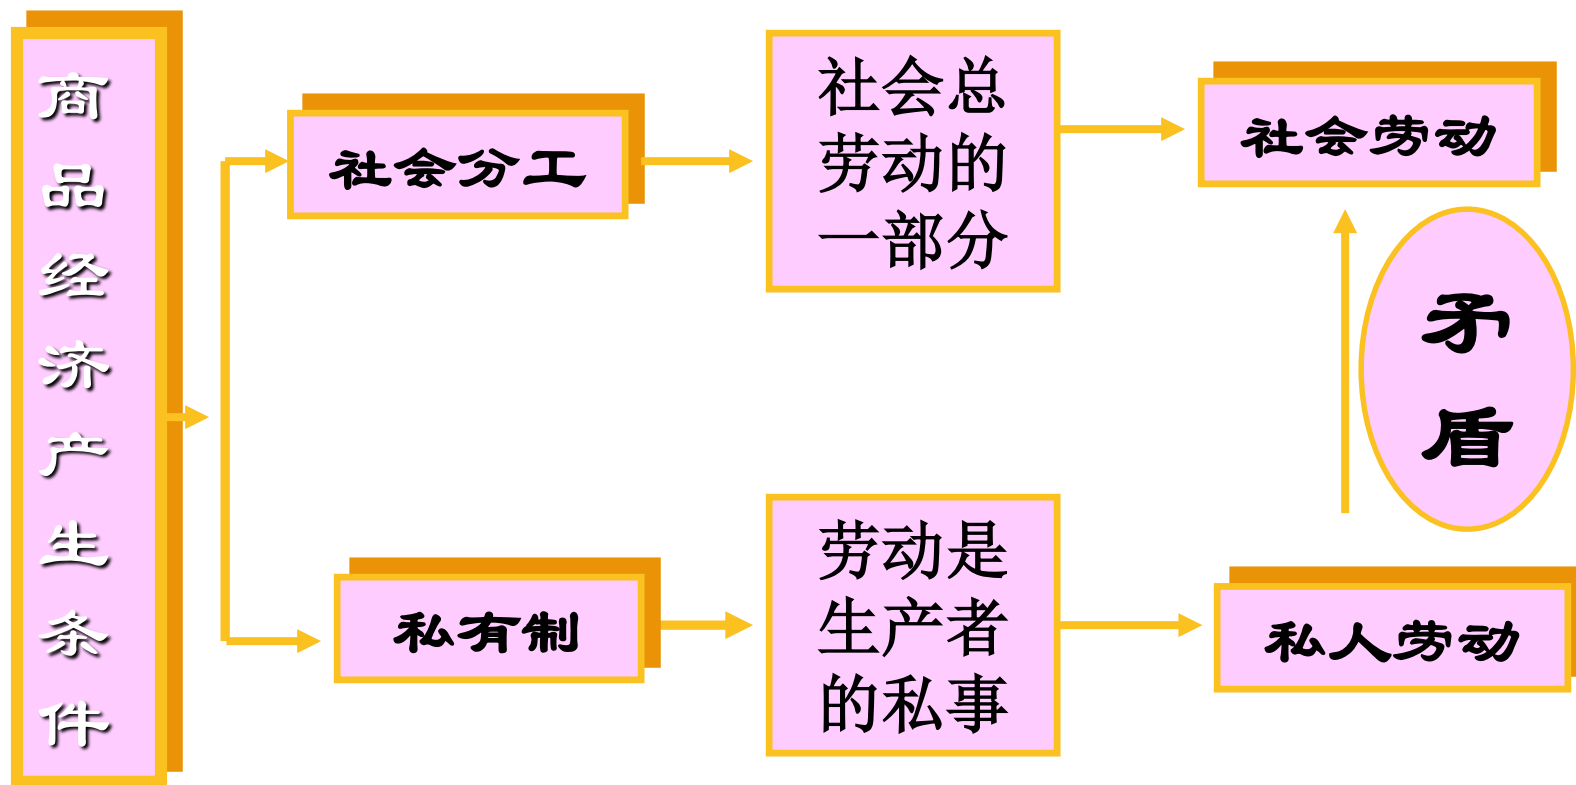 商
品
经
济
产
生
条
件
社会分工
社会总
劳动的
一部分
社会劳动
矛
盾
私有制
劳动是
生产者
的私事
私人劳动